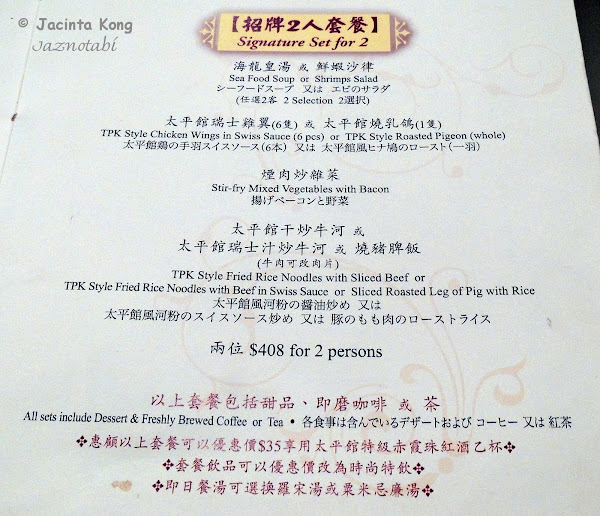 © Jacinta Kong
Jaznotabi
【招牌2人套餐】
Signature Set for 2
海龍皇湯 或 鮮蝦沙律
Sea Food Soup or Shrimps Salad
シーフードスープ 又は エビのサラダ
(任選2客 2 Selection 2選択)
太平館瑞士雞翼(6隻) 或 太平館燒乳鴿(1隻)
TPK Style Chicken Wings in Swiss Sauce (6 pcs) or TPK Style Roasted Pigeon (whole)
太平館鶏の手羽スイスソース(6本) 又は 太平館風ヒナ鳩のロースト(一羽)
煙肉炒雜菜
Stir-fry Mixed Vegetables with Bacon
揚げベーコンと野菜
太平館干炒牛河 或
太平館瑞士汁炒牛河 或 燒豬脾飯
(牛肉可改肉片)
TPK Style Fried Rice Noodles with Sliced Beef or
TPK Style Fried Rice Noodles with Beef in Swiss Sauce or Sliced Roasted Leg of Pig with Rice
太平館風河粉の醤油炒め 又は
太平館風河粉のスイスソース炒め 又は 豚のもも肉のローストライス
兩位 $408 for 2 persons
以上套餐包括甜品、即磨咖啡 或 茶
All sets include Dessert & Freshly Brewed Coffee or Tea • 各食事は含んでいるデザートおよび コーヒー 又は 紅茶
❖惠顧以上套餐可以優惠價$35享用太平館特級赤霞珠紅酒乙杯❖
❖套餐飲品可以優惠價改為時尚特飲❖
❖即日餐湯可選換羅宋湯或粟米忌廉湯❖